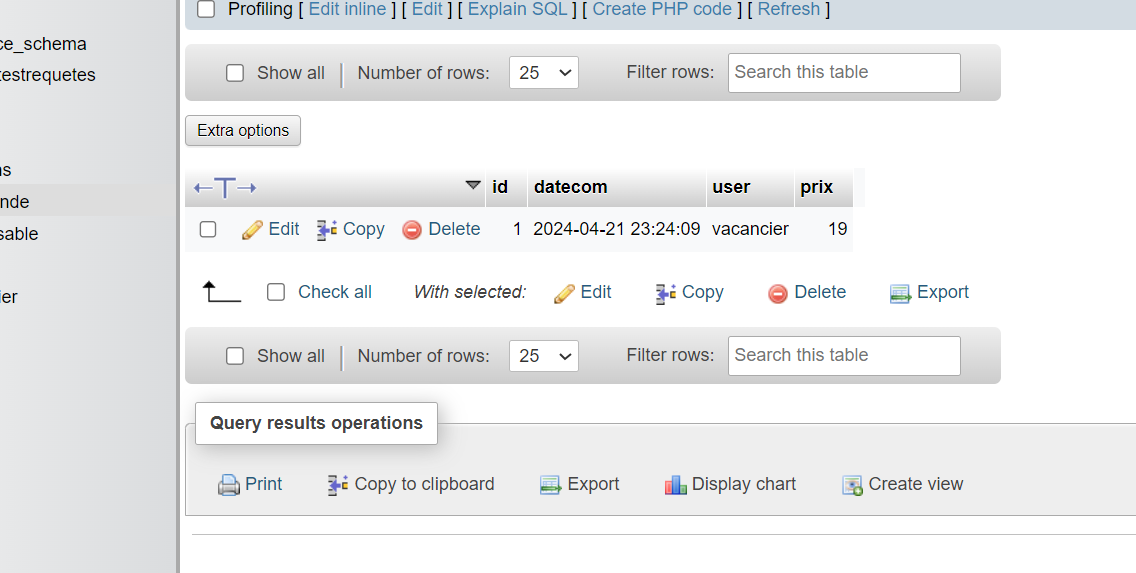 Profiling [ Edit inline ] [ Edit ] [ Explain SQL ] [ Create PHP code ] [ Refresh ]
ce_schema
testrequetes
s
nde
sable
ier
Show all Number of rows: 25 Filter rows: Search this table
Extra options
←T→ id datecom user prix
Edit Copy Delete 1 2024-04-21 23:24:09 vacancier 19
Check all With selected: Edit Copy Delete Export
Show all Number of rows: 25 Filter rows: Search this table
Query results operations
Print Copy to clipboard Export Display chart Create view